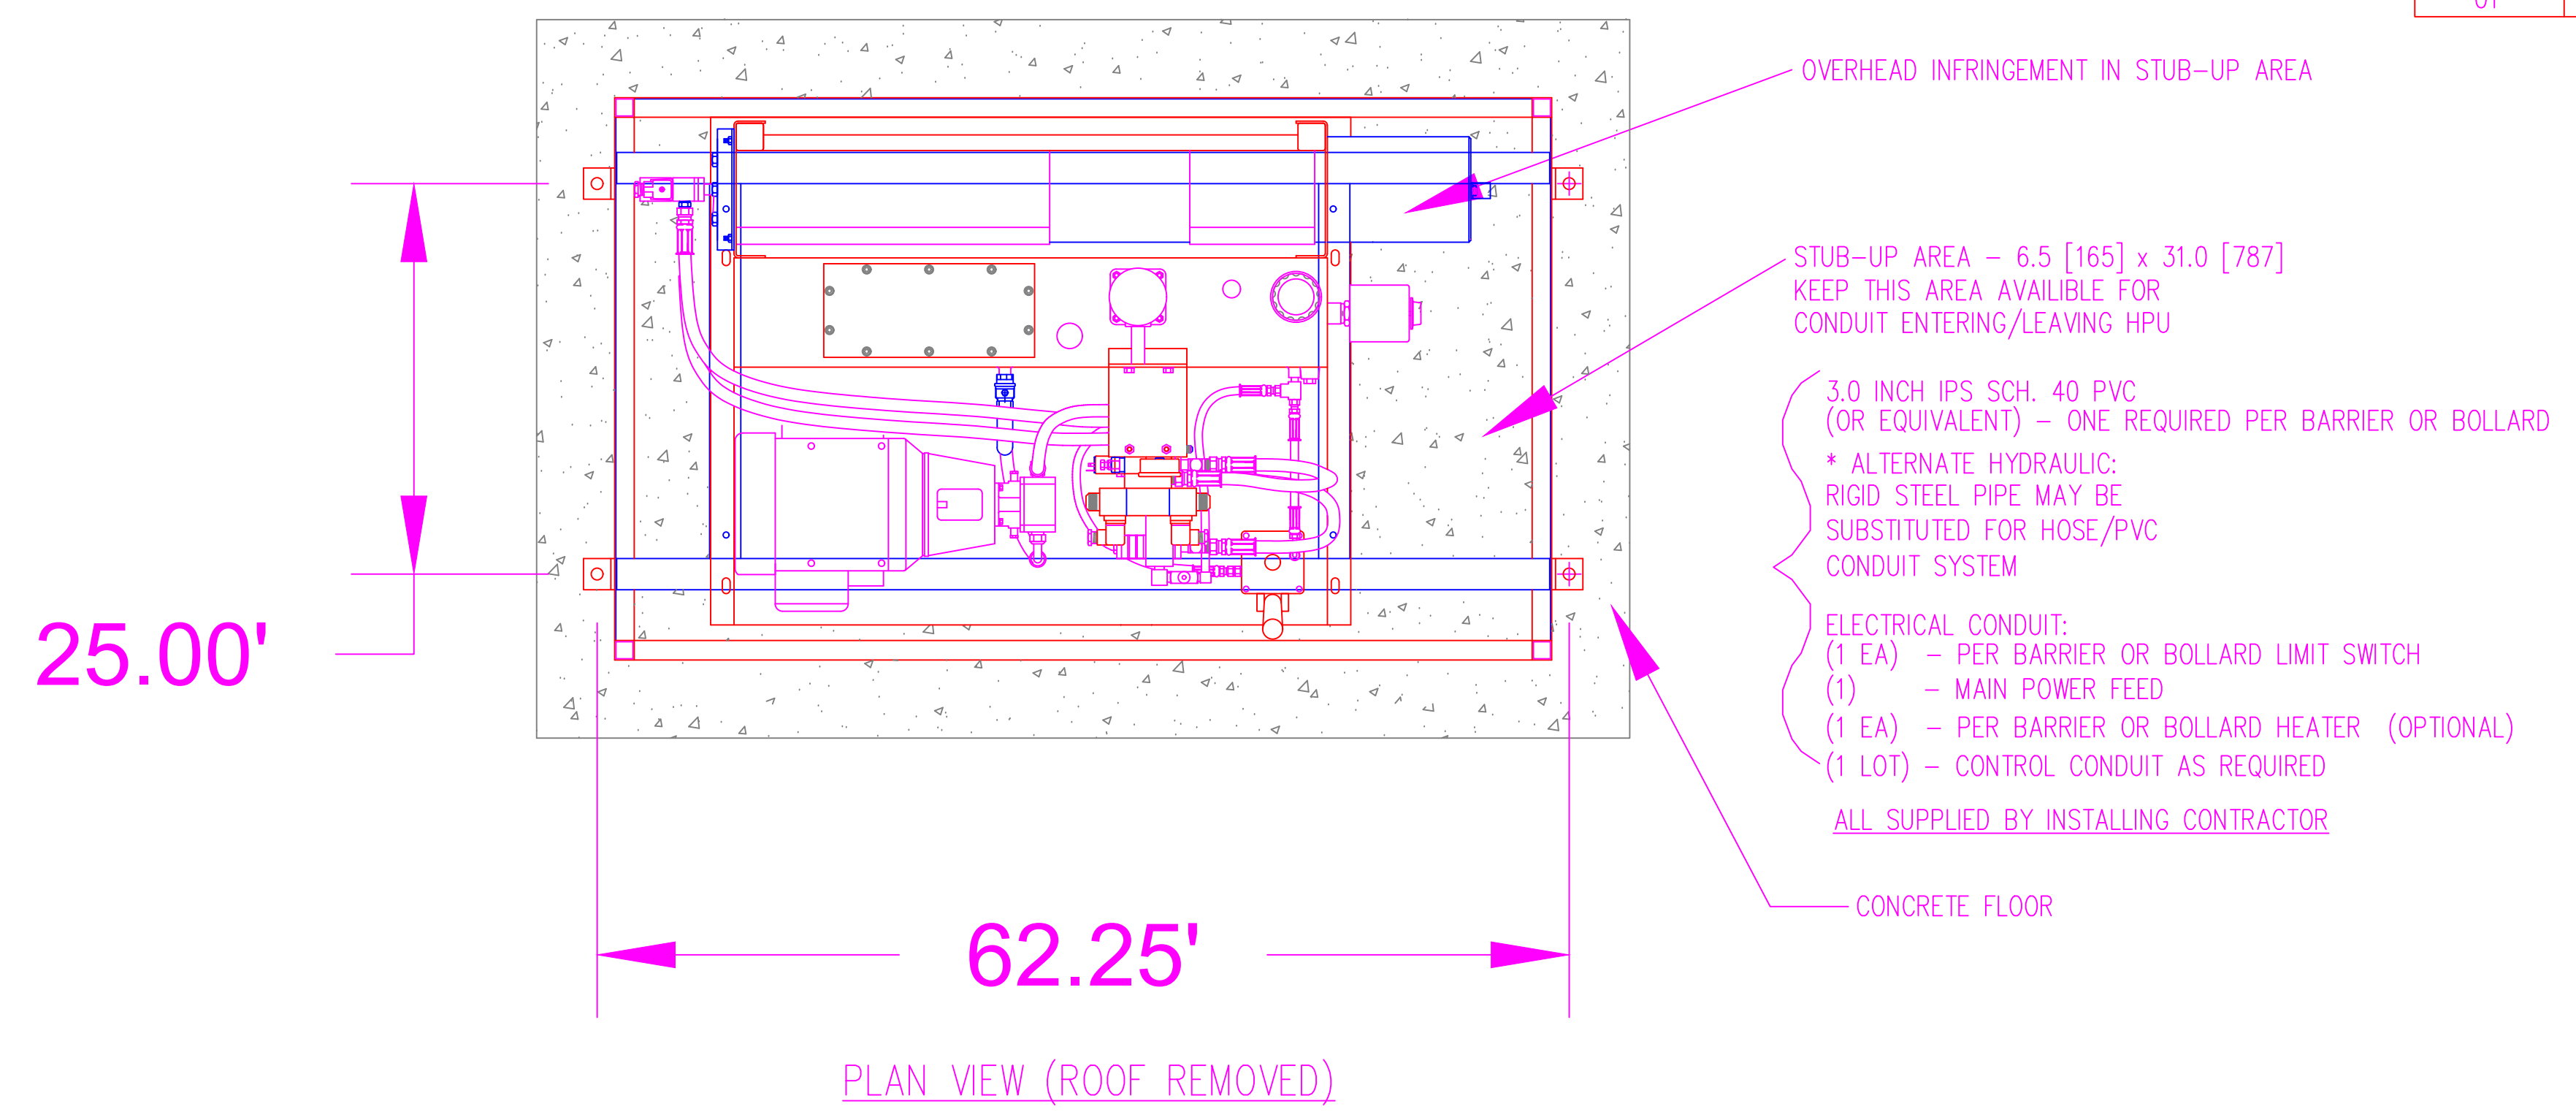 01
OVERHEAD INFRINGEMENT IN STUB-UP AREA
STUB-UP AREA - 6.5 [165] x 31.0 [787]
KEEP THIS AREA AVAILIBLE FOR
CONDUIT ENTERING/LEAVING HPU
3.0 INCH IPS SCH. 40 PVC
(OR EQUIVALENT) - ONE REQUIRED PER BARRIER OR BOLLARD
* ALTERNATE HYDRAULIC:
RIGID STEEL PIPE MAY BE
SUBSTITUTED FOR HOSE/PVC
CONDUIT SYSTEM
ELECTRICAL CONDUIT:
(1 EA) - PER BARRIER OR BOLLARD LIMIT SWITCH
(1) - MAIN POWER FEED
(1 EA) - PER BARRIER OR BOLLARD HEATER (OPTIONAL)
(1 LOT) - CONTROL CONDUIT AS REQUIRED
ALL SUPPLIED BY INSTALLING CONTRACTOR
CONCRETE FLOOR
25.00'
62.25'
PLAN VIEW (ROOF REMOVED)